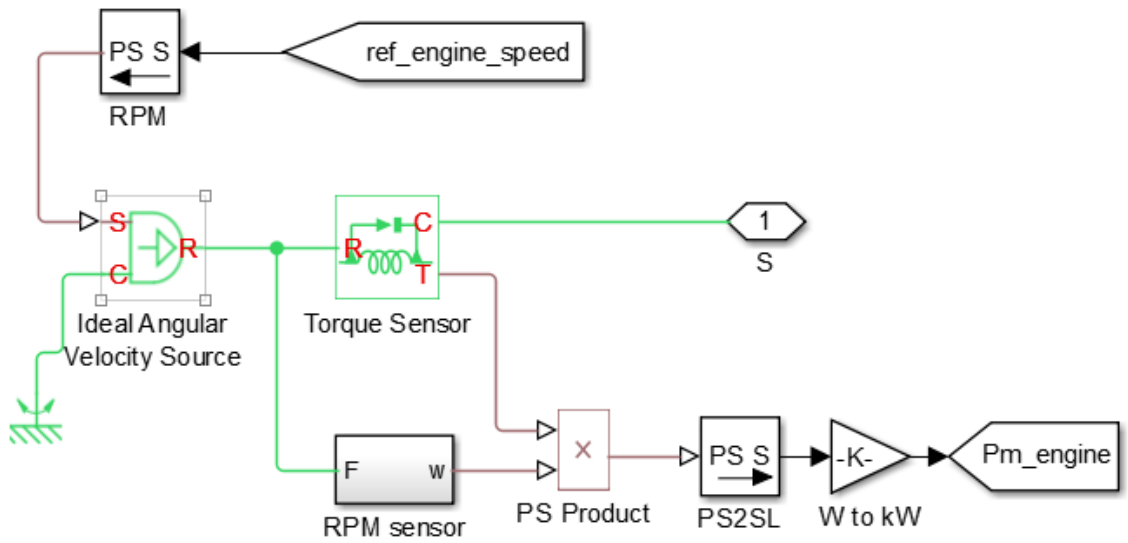 PS S
ref_engine_speed
RPM
S
R
C
Ideal Angular
Velocity Source
R
C
T
Torque Sensor
1
S
F
w
RPM sensor
×
PS Product
PS S
PS2SL
-K-
W to kW
Pm_engine